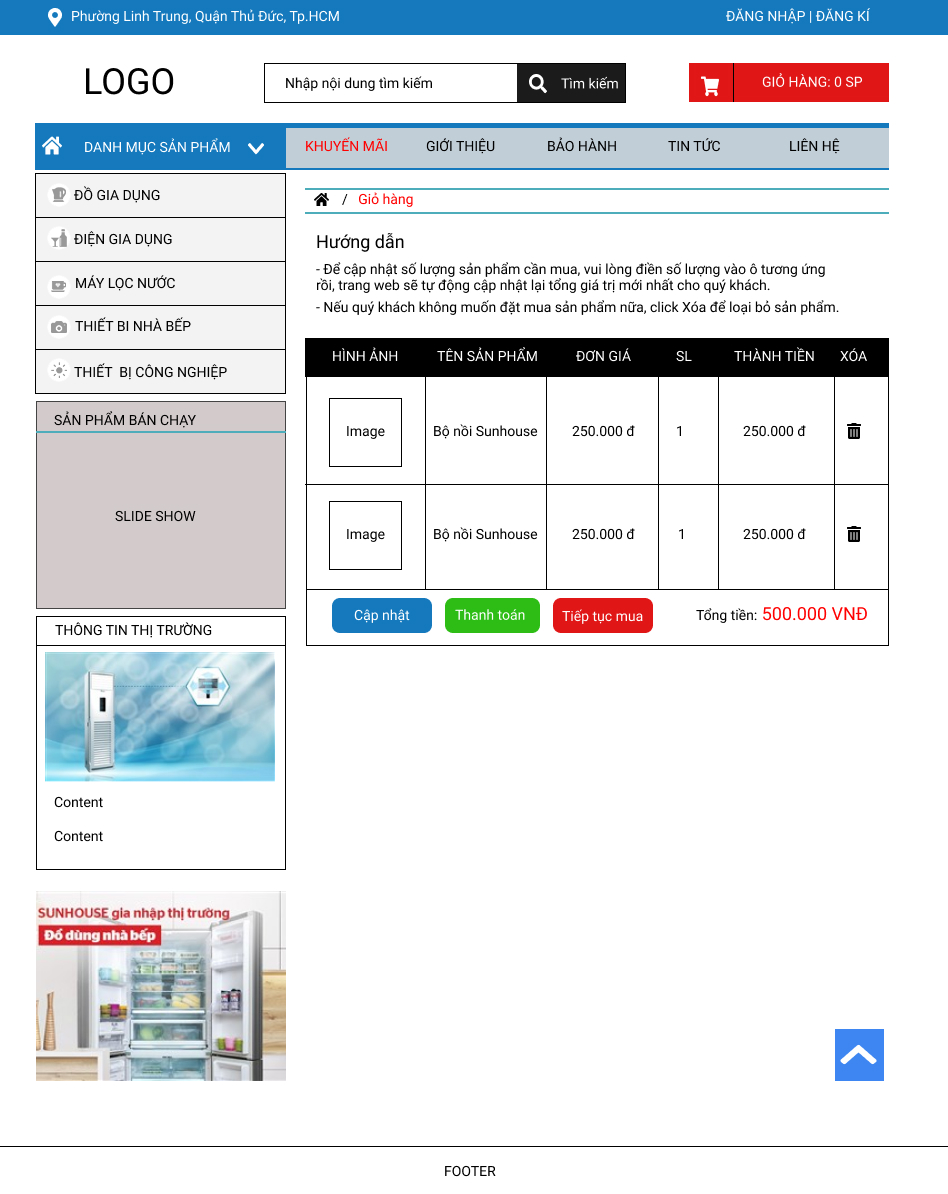 Phường Linh Trung, Quận Thủ Đức, Tp.HCM
ĐĂNG NHẬP | ĐĂNG KÍ
LOGO
Nhập nội dung tìm kiếm
Tìm kiếm
GIỎ HÀNG: 0 SP
DANH MỤC SẢN PHẨM
KHUYẾN MÃI
GIỚI THIỆU
BẢO HÀNH
TIN TỨC
LIÊN HỆ
ĐỒ GIA DỤNG
ĐIỆN GIA DỤNG
MÁY LỌC NƯỚC
THIẾT BI NHÀ BẾP
THIẾT  BỊ CÔNG NGHIỆP
SẢN PHẨM BÁN CHẠY
SLIDE SHOW
THÔNG TIN THỊ TRƯỜNG
Content
Content
SUNHOUSE gia nhập thị trường
Đồ dùng nhà bếp
/ Giỏ hàng
Hướng dẫn
- Để cập nhật số lượng sản phẩm cần mua, vui lòng điền số lượng vào ô tương ứng
rồi, trang web sẽ tự động cập nhật lại tổng giá trị mới nhất cho quý khách.
- Nếu quý khách không muốn đặt mua sản phẩm nữa, click Xóa để loại bỏ sản phẩm.
HÌNH ẢNH TÊN SẢN PHẨM ĐƠN GIÁ SL THÀNH TIỀN XÓA
Image Bộ nồi Sunhouse 250.000 đ 1 250.000 đ
Image Bộ nồi Sunhouse 250.000 đ 1 250.000 đ
Cập nhật
Thanh toán
Tiếp tục mua
Tổng tiền: 500.000 VNĐ
FOOTER